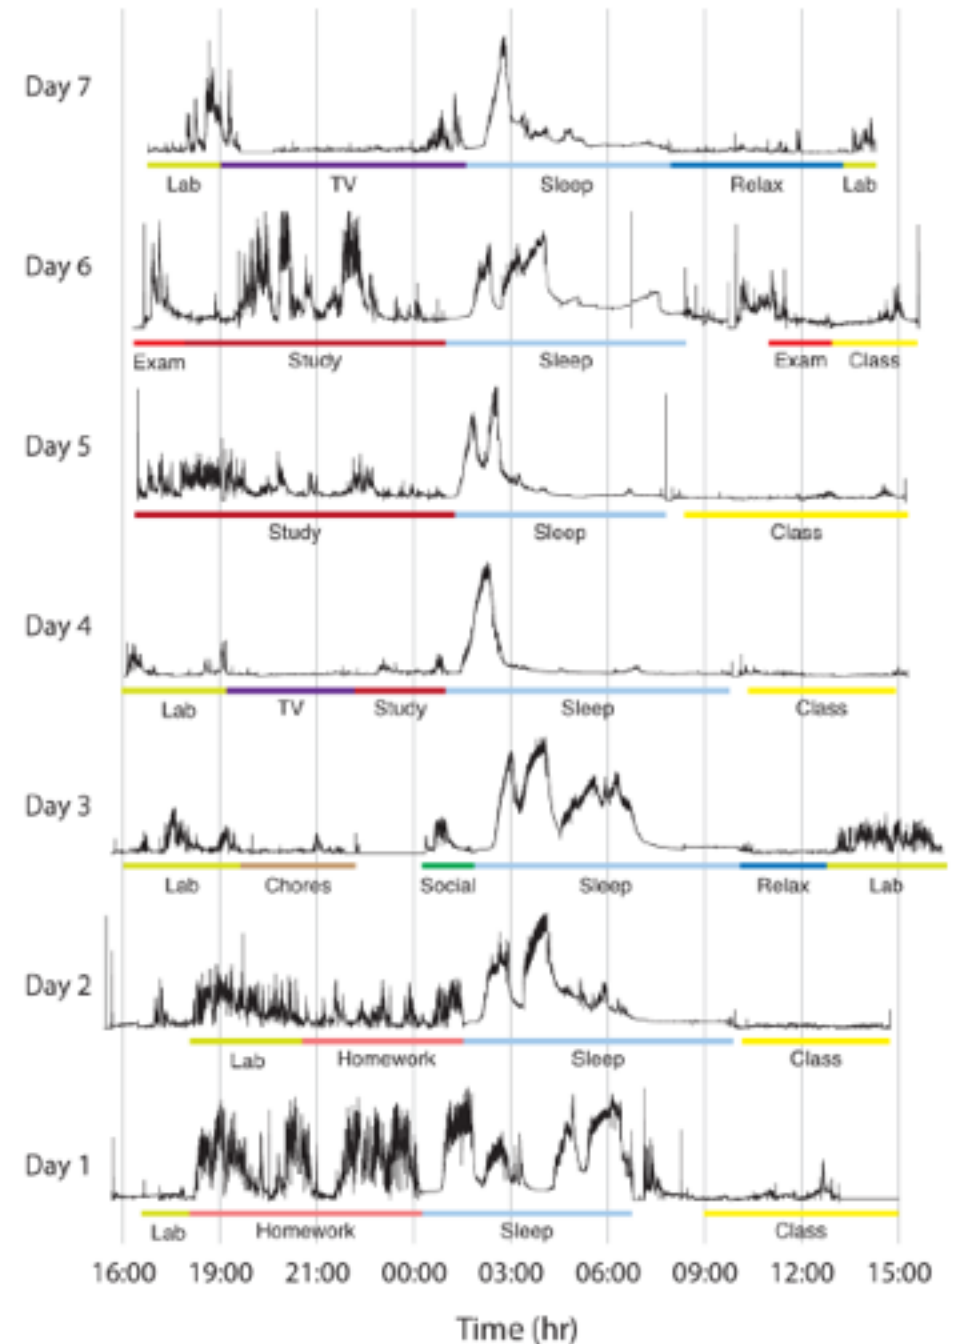 Day 7
Lab TV Sleep Relax Lab
Day 6
Exam Study Sleep Exam Class
Day 5
Study Sleep Class
Day 4
Lab TV Study Sleep Class
Day 3
Lab Chores Social Sleep Relax Lab
Day 2
Lab Homework Sleep Class
Day 1
Lab Homework Sleep Class
16:00 19:00 21:00 00:00 03:00 06:00 09:00 12:00 15:00
Time (hr)